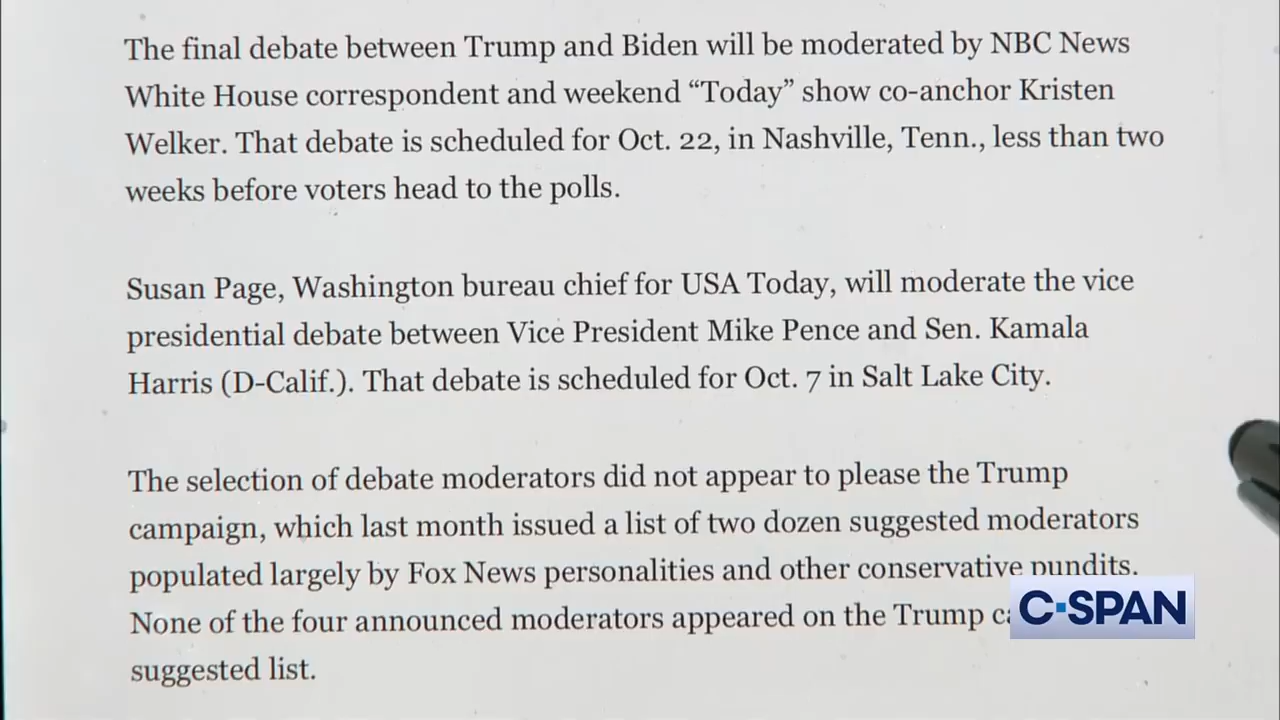 The final debate between Trump and Biden will be moderated by NBC News
White House correspondent and weekend “Today” show co-anchor Kristen
Welker. That debate is scheduled for Oct. 22, in Nashville, Tenn., less than two
weeks before voters head to the polls.
Susan Page, Washington bureau chief for USA Today, will moderate the vice
presidential debate between Vice President Mike Pence and Sen. Kamala
Harris (D-Calif.). That debate is scheduled for Oct. 7 in Salt Lake City.
The selection of debate moderators did not appear to please the Trump
campaign, which last month issued a list of two dozen suggested moderators
populated largely by Fox News personalities and other conservative pundits.
None of the four announced moderators appeared on the Trump
suggested list.
C-SPAN